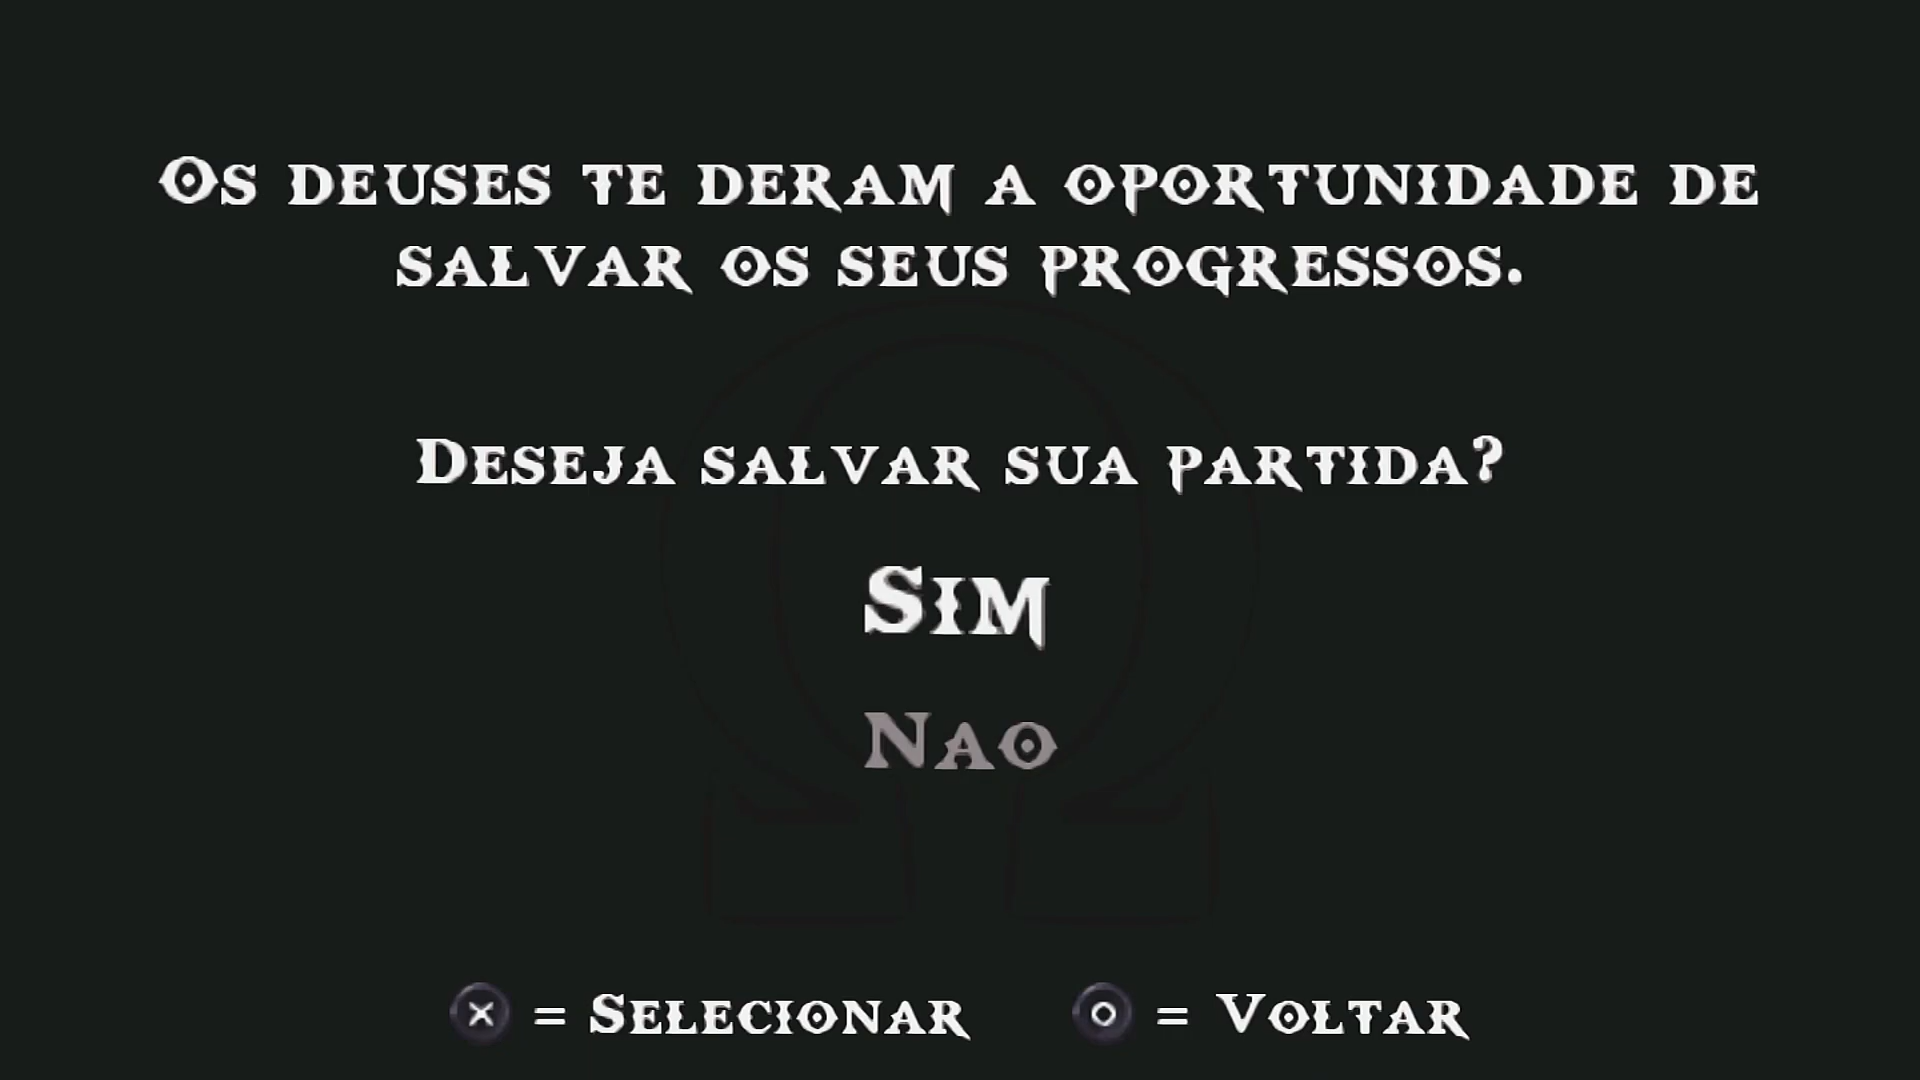 Os deuses te deram a oportunidade de
salvar os seus progressos.
Deseja salvar sua partida?
Sim
Nao
= Selecionar = Voltar